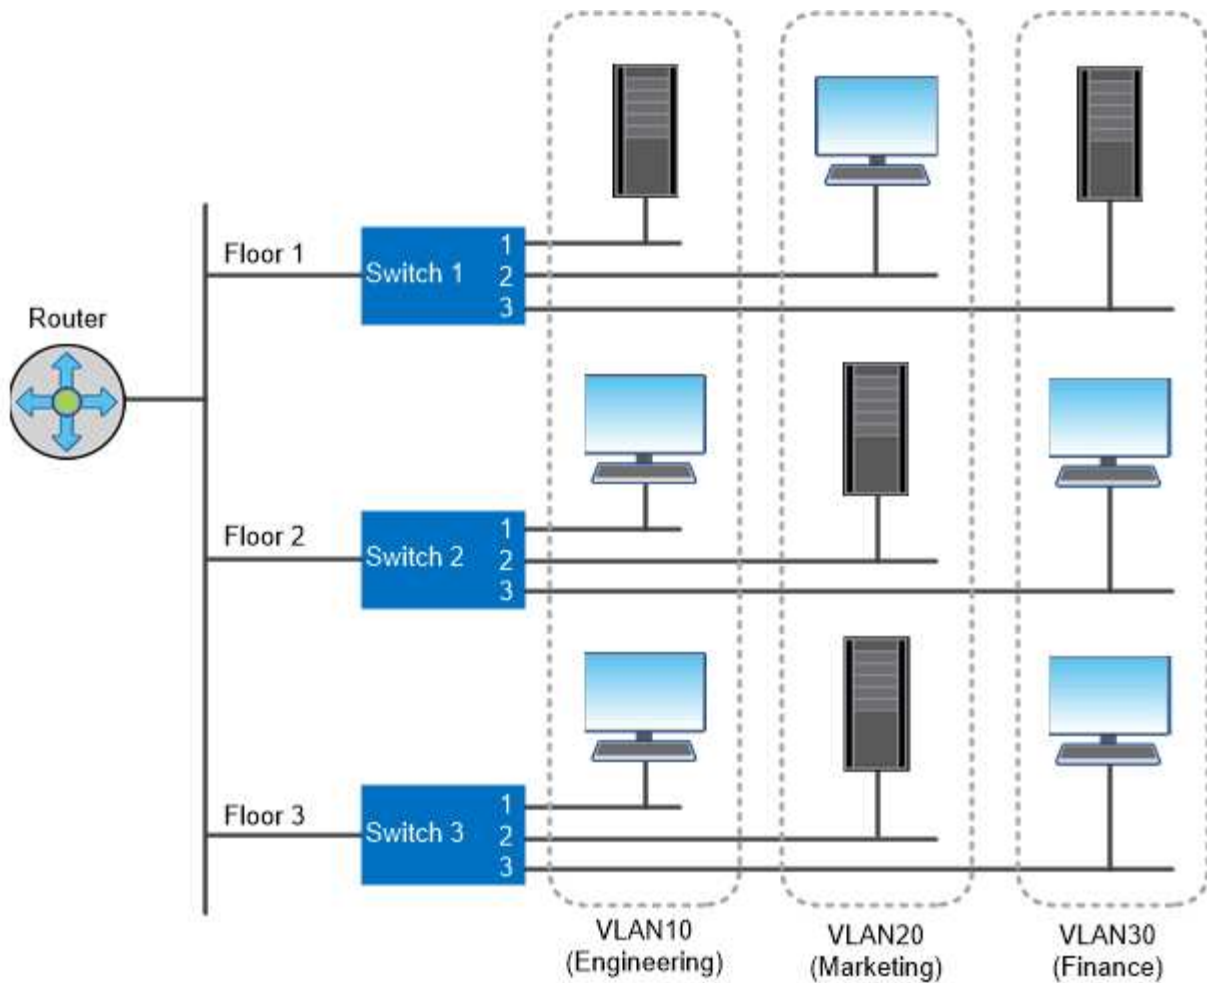 Floor 1
Switch 1
1
2
3
Router
Floor 2
Switch 2
1
2
3
Floor 3
Switch 3
1
2
3
VLAN10
(Engineering)
VLAN20
(Marketing)
VLAN30
(Finance)